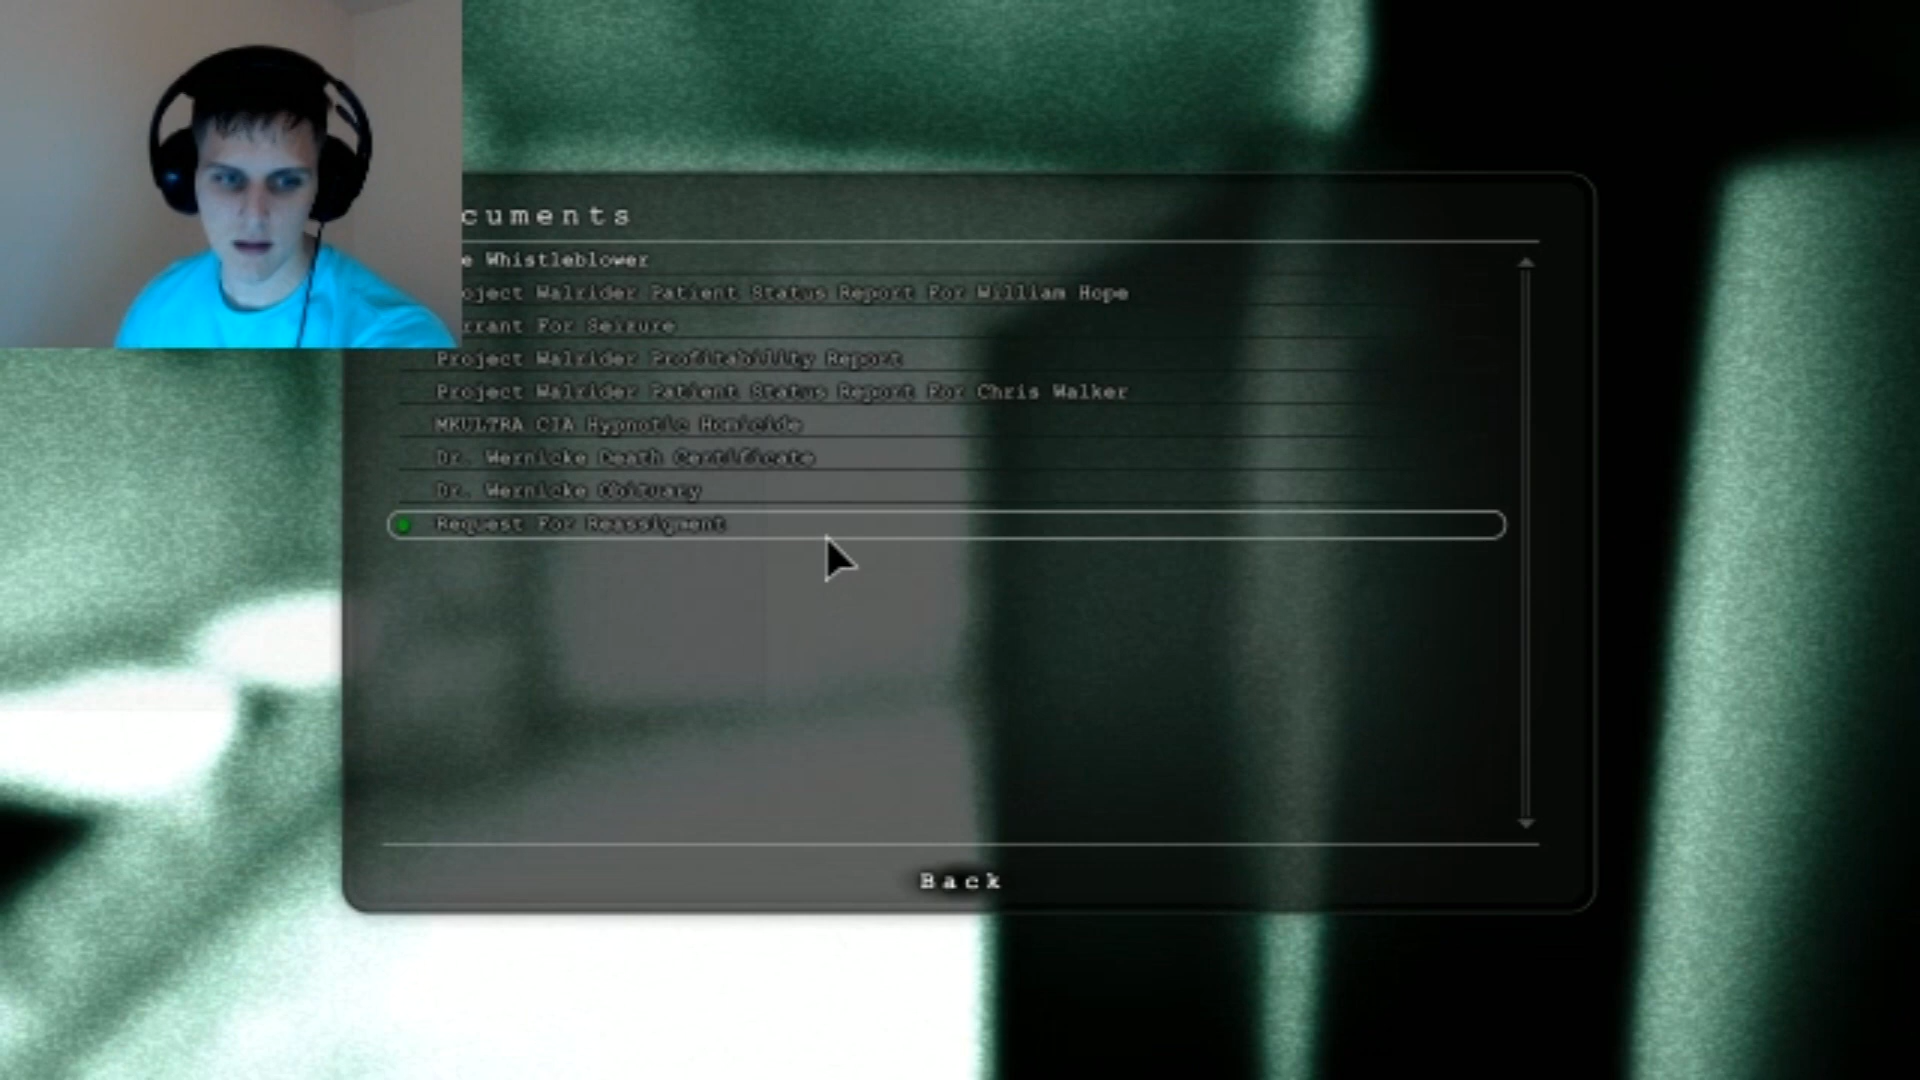 cuments
e Whistleblower
oject Walrider Patient Status Report For William Hope
rrant For Seizure
Project Walrider Profitability Report
Project Walrider Patient Status Report For Chris Walker
MKULTRA CIA Hypnotic Homicide
Dr. Wernicke Death Certificate
Dr. Wernicke Obituary
Request For Reassigment
Back